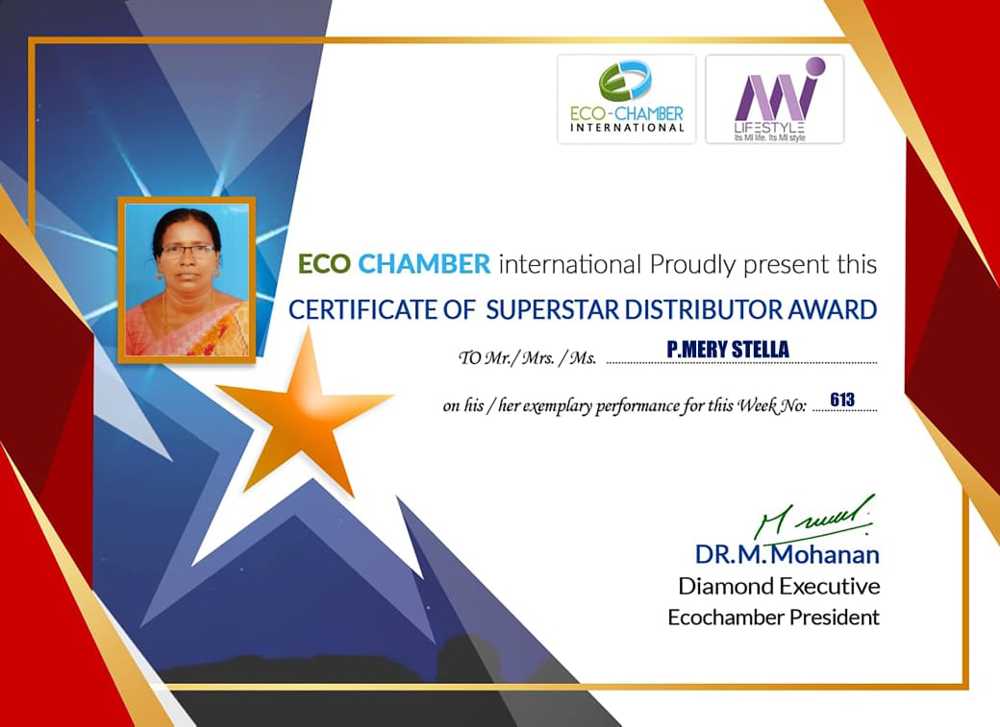 ECO-CHAMBER
INTERNATIONAL
MI
LIFESTYLE
Its MI life. Its MI style
ECO CHAMBER international Proudly present this
CERTIFICATE OF SUPERSTAR DISTRIBUTOR AWARD
TO Mr./ Mrs. / Ms. P.MERY STELLA
on his / her exemplary performance for this Week No: 613
DR.M.Mohanan
Diamond Executive
Ecochamber President